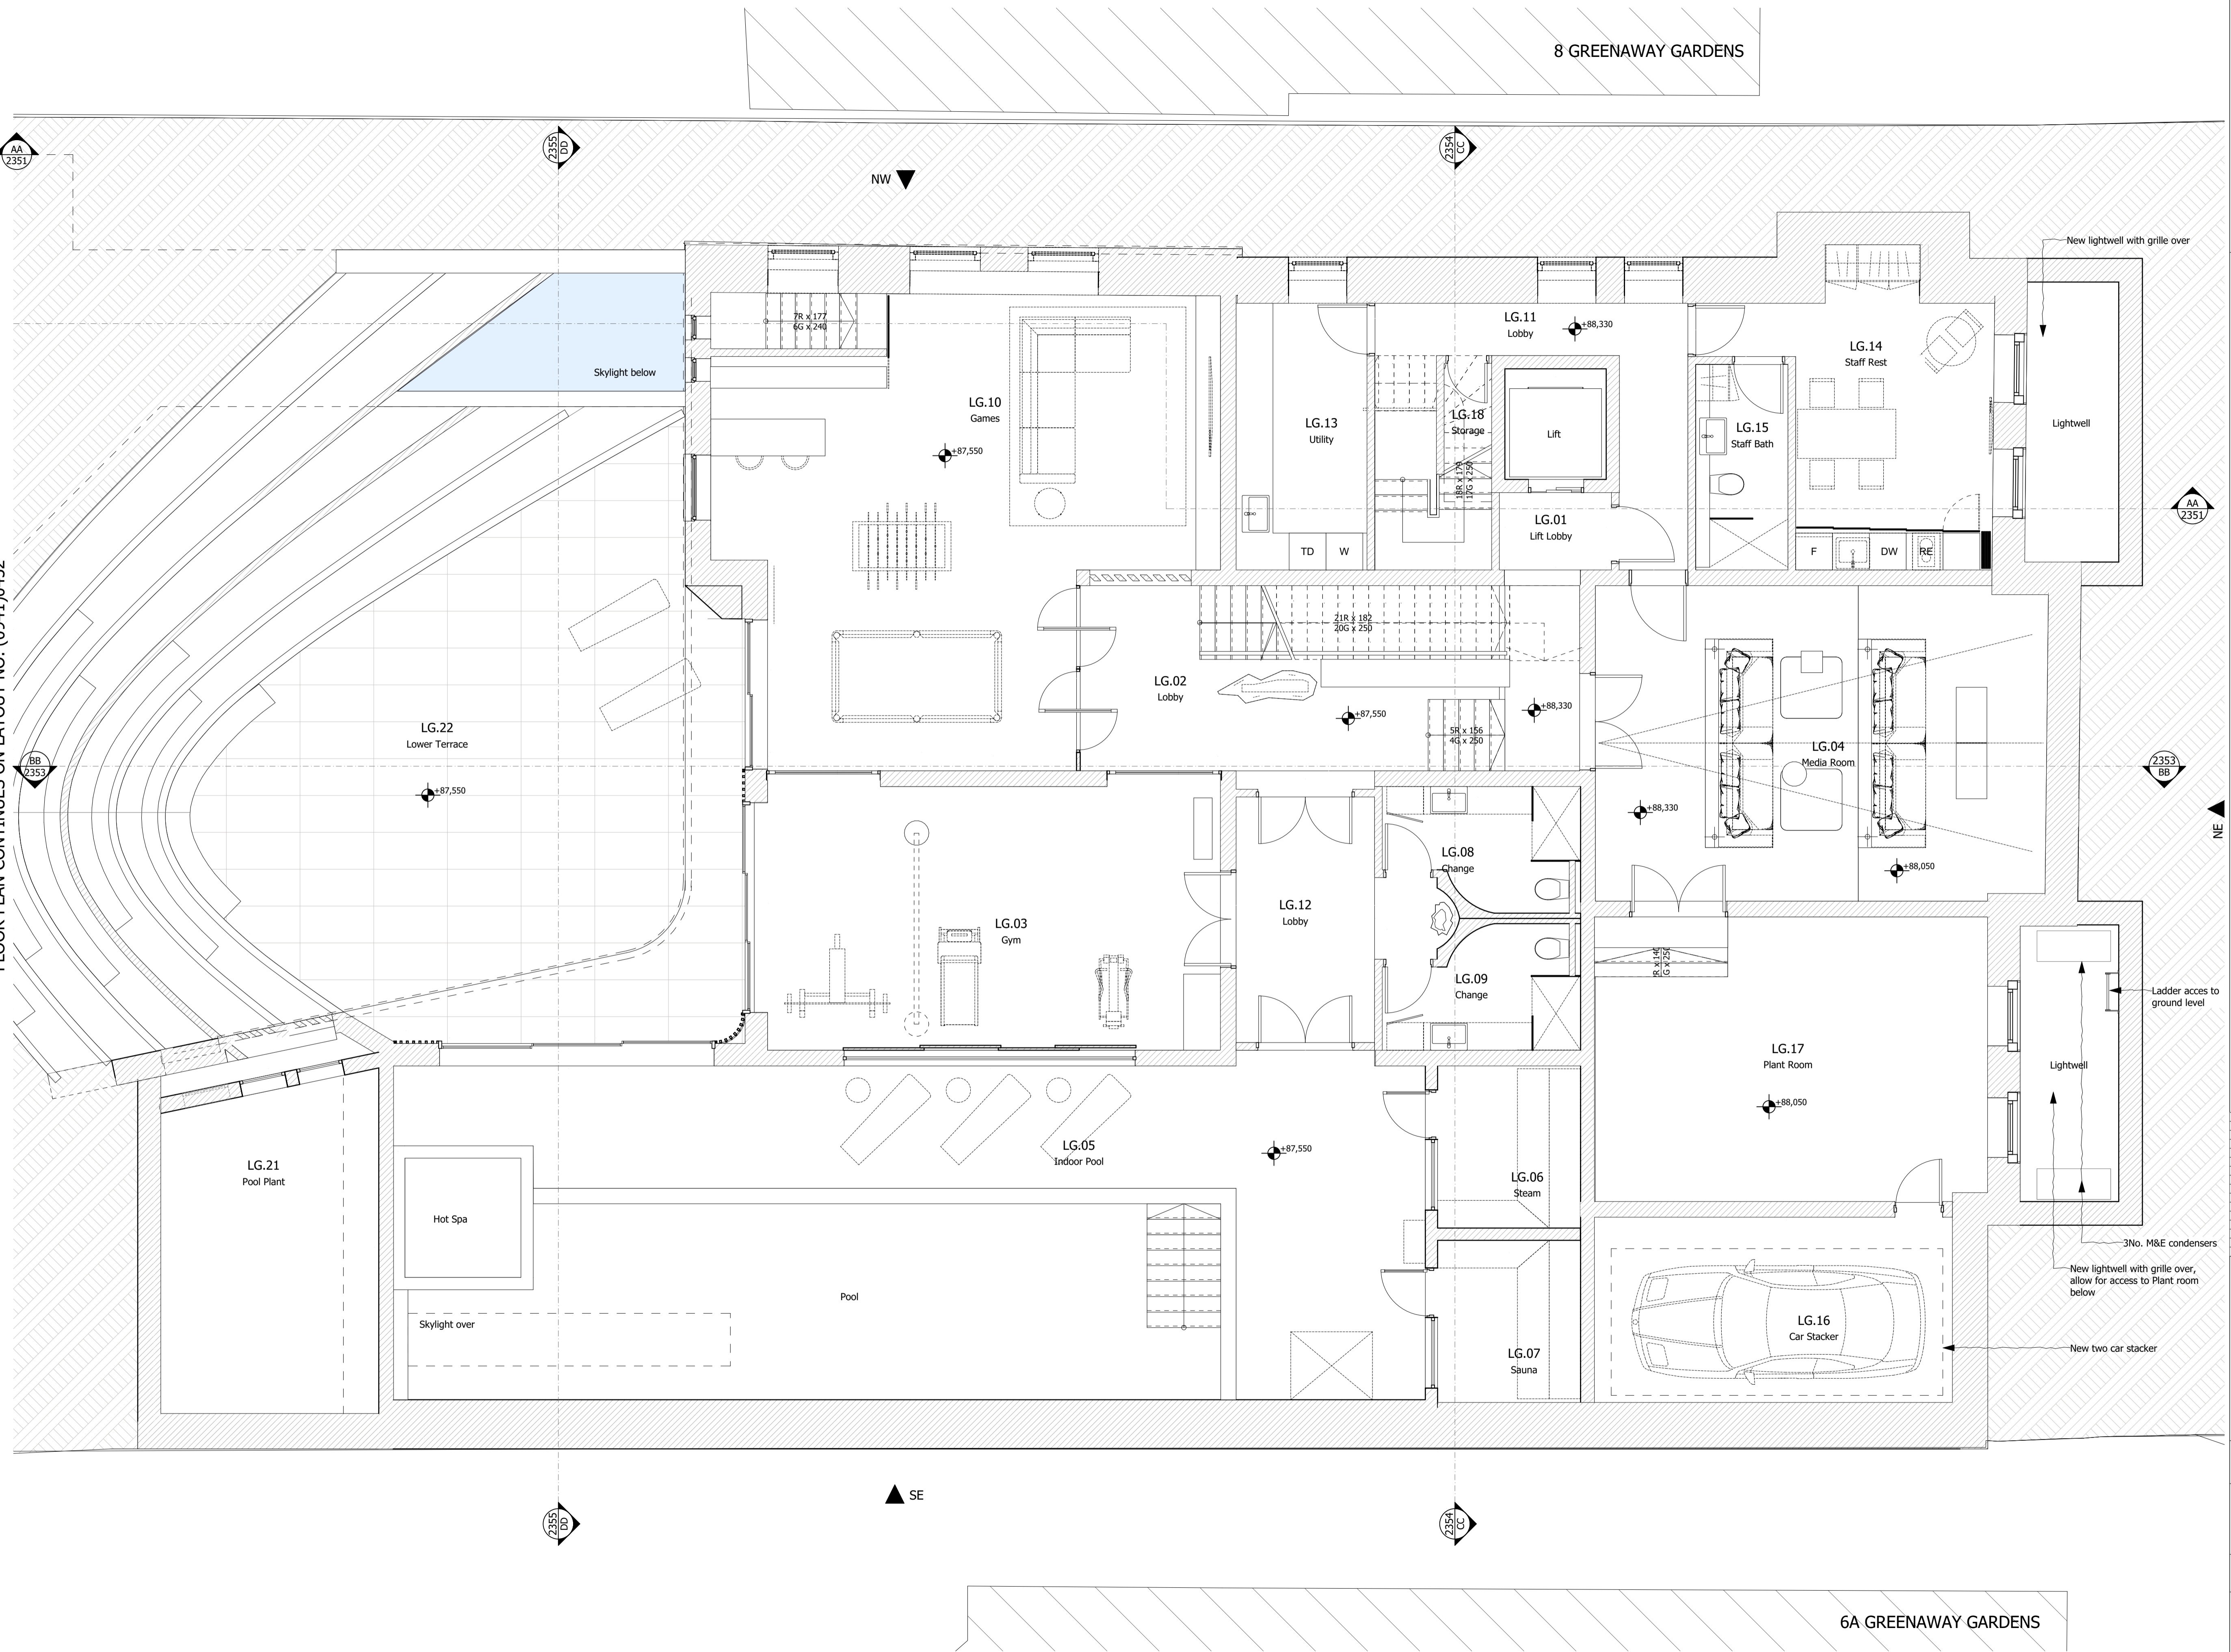 8 GREENAWAY GARDENS
AA
2351
2355
DD
2354
CC
NW
New lightwell with grille over
7R x 177
6G x 240
LG.11
Lobby
+88,330
LG.14
Staff Rest
Skylight below
LG.10
Games
LG.13
Utility
LG.18
Storage
Lift
LG.15
Staff Bath
Lightwell
+87,550
18R x 179
17G x 250
AA
2351
LG.01
Lift Lobby
TD
W
F
DW
RE
21R x 182
20G x 250
LG.02
Lobby
+87,550
+88,330
5R x 156
4G x 250
LG.22
Lower Terrace
+87,550
BB
2353
LG.04
Media Room
+88,330
+88,050
2353
BB
NE
LG.08
Change
LG.12
Lobby
LG.03
Gym
LG.09
Change
Ladder acces to
ground level
LG.17
Plant Room
+88,050
Lightwell
LG.05
Indoor Pool
+87,550
LG.21
Pool Plant
LG.06
Steam
Hot Spa
3No. M&E condensers
New lightwell with grille over,
allow for access to Plant room
below
Pool
Skylight over
LG.16
Car Stacker
LG.07
Sauna
New two car stacker
SE
2355
DD
2354
CC
6A GREENAWAY GARDENS